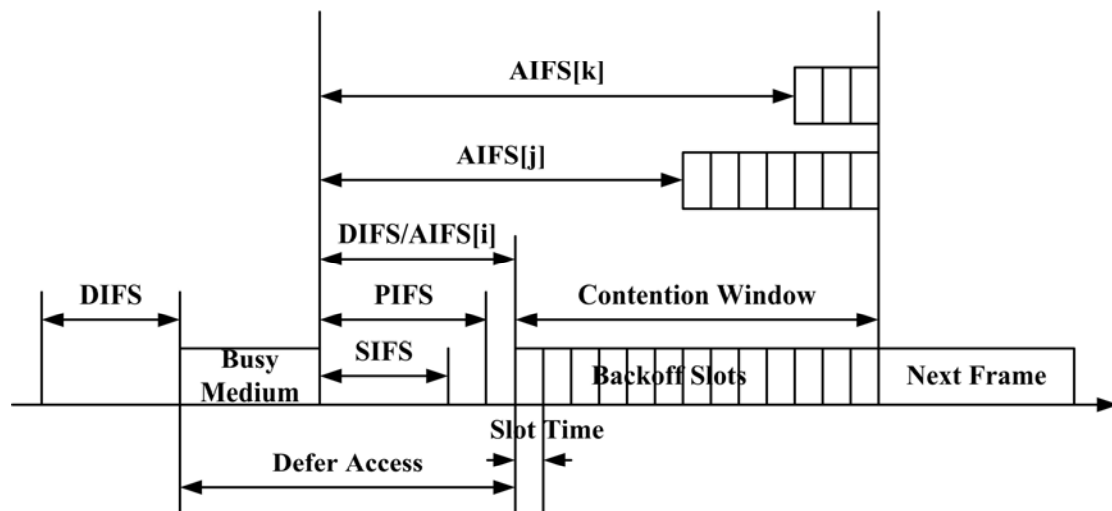 AIFS[k]
AIFS[j]
DIFS/AIFS[i]
DIFS
PIFS
Contention Window
SIFS
Busy
Medium
Backoff Slots
Next Frame
Slot Time
Defer Access